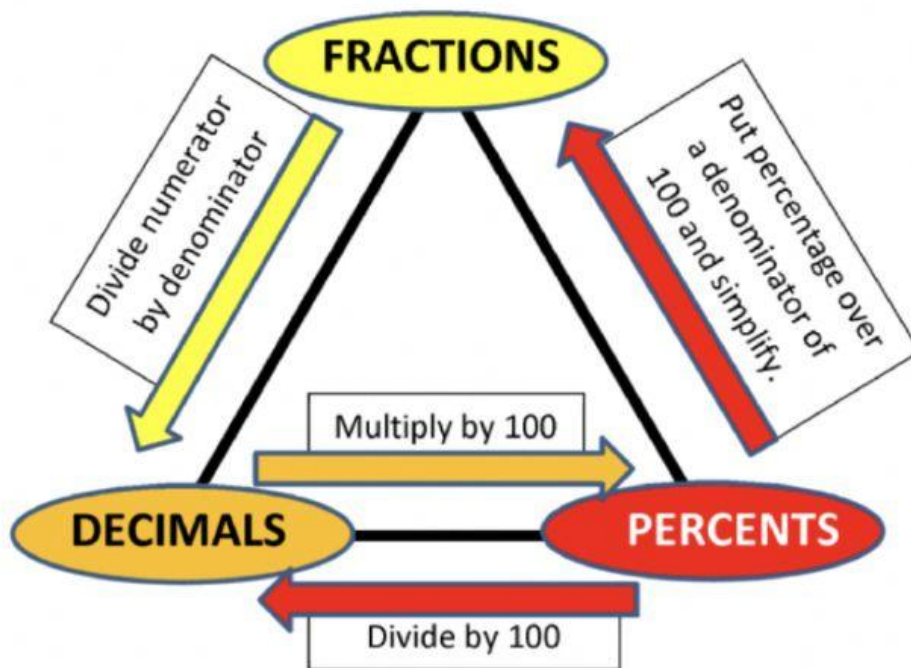 FRACTIONS
Divide numerator
by denominator
Put percentage over
a denominator of
100 and simplify.
Multiply by 100
DECIMALS
PERCENTS
Divide by 100